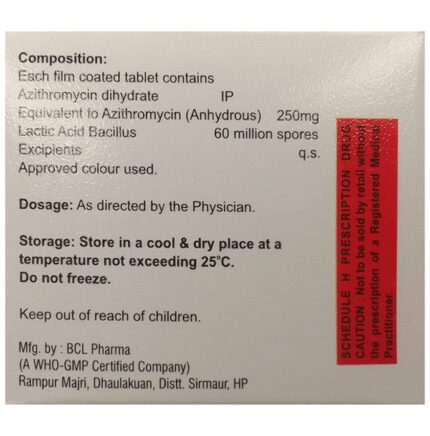 Composition:
Each film coated tablet contains
Azithromycin dihydrate IP
Equivalent to Azithromycin (Anhydrous) 250mg
Lactic Acid Bacillus 60 million spores
Excipients q.s.
Approved colour used.
Dosage: As directed by the Physician.
Storage: Store in a cool & dry place at a
temperature not exceeding 25°C.
Do not freeze.
Keep out of reach of children.
Mfg. by : BCL Pharma
(A WHO-GMP Certified Company)
Rampur Majri, Dhaulakuan, Distt. Sirmaur, HP
SCHEDULE H PRESCRIPTION DRUG
CAUTION : Not to be sold by retail without
the prescription of a Registered Medical
Practitioner.